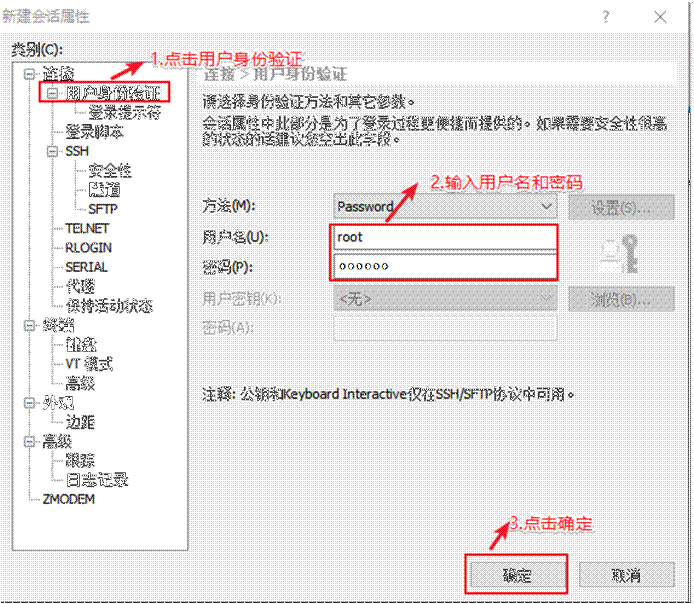 新建会话属性
?
类别(C):
1.点击用户身份验证
连接
用户身份验证
登录提示符
登录脚本
SSH
安全性
隧道
SFTP
TELNET
RLOGIN
SERIAL
代理
保持活动状态
终端
键盘
VT 模式
高级
外观
边距
高级
跟踪
日志记录
ZMODEM
连接 > 用户身份验证
请选择身份验证方法和其它参数。
会话属性中此部分是为了登录过程更便捷而提供的。如果需要安全性很高
的状态的话建议您空出此字段。
2.输入用户名和密码
方法(M):
Password
设置(S)...
用户名(U):
root
密码(P):
用户密钥(K):
<无>
浏览(B)...
密码(A):
注释: 公钥和Keyboard Interactive仅在SSH/SFTP协议中可用。
3.点击确定
确定
取消